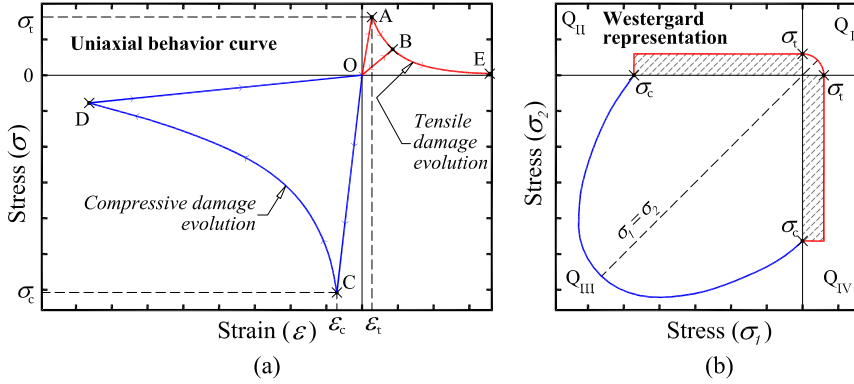 σt
A
Uniaxial behavior curve
B
E
0
O
D
Tensile
damage
evolution
Stress (σ)
Compressive damage
evolution
C
σc
εc
εt
Strain (ε)
(a)
QII
Westergard
representation
QI
σt
σc
σt
Stress (σ2)
σ1 = σ2
σc
QIII
QIV
Stress (σ1)
(b)